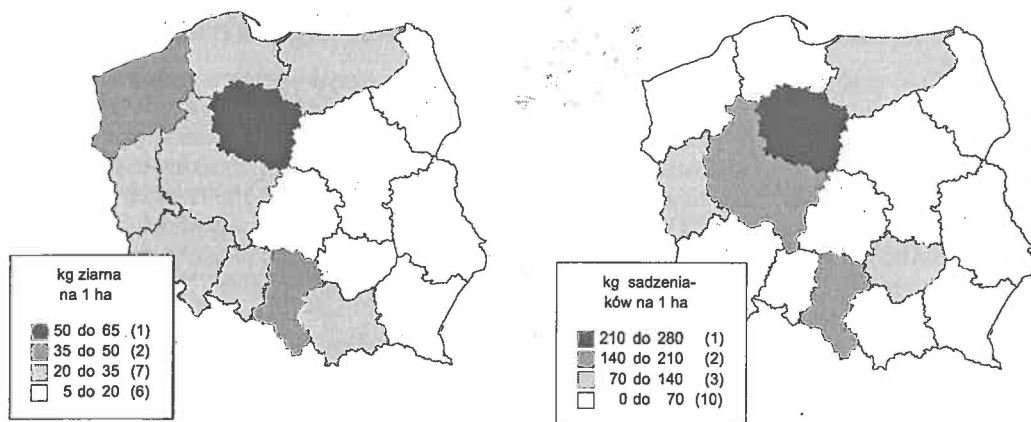 kg ziarna
na 1 ha
50 do 65 (1)
35 do 50 (2)
20 do 35 (7)
5 do 20 (6)
kg sadzenia-
ków na 1 ha
210 do 280 (1)
140 do 210 (2)
70 do 140 (3)
0 do 70 (10)